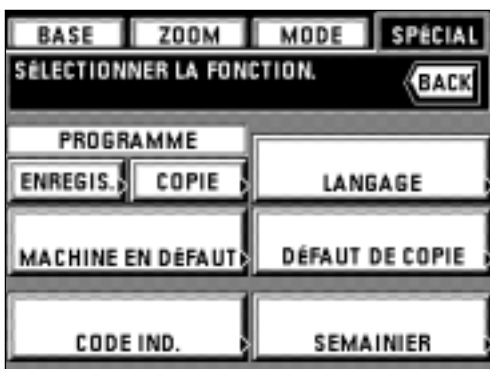 BASE ZOOM MODE SPÉCIAL
SÉLECTIONNER LA FONCTION.
BACK
PROGRAMME
ENREGIS. COPIE
LANGAGE
MACHINE EN DÉFAUT
DÉFAUT DE COPIE
CODE IND.
SEMAINIER